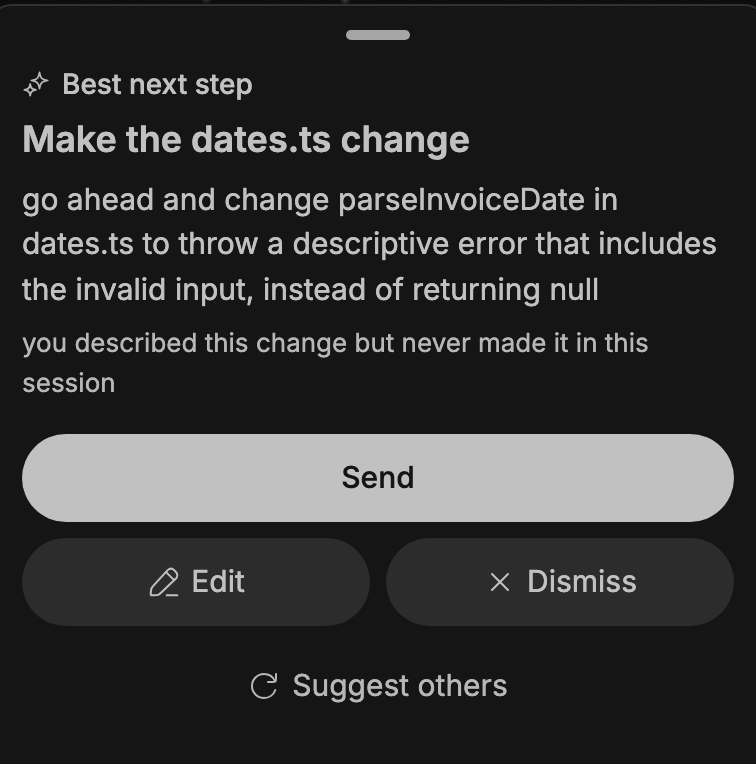 Best next step
Make the dates.ts change
go ahead and change parseInvoiceDate in
dates.ts to throw a descriptive error that includes
the invalid input, instead of returning null
you described this change but never made it in this
session
Send
Edit
Dismiss
Suggest others